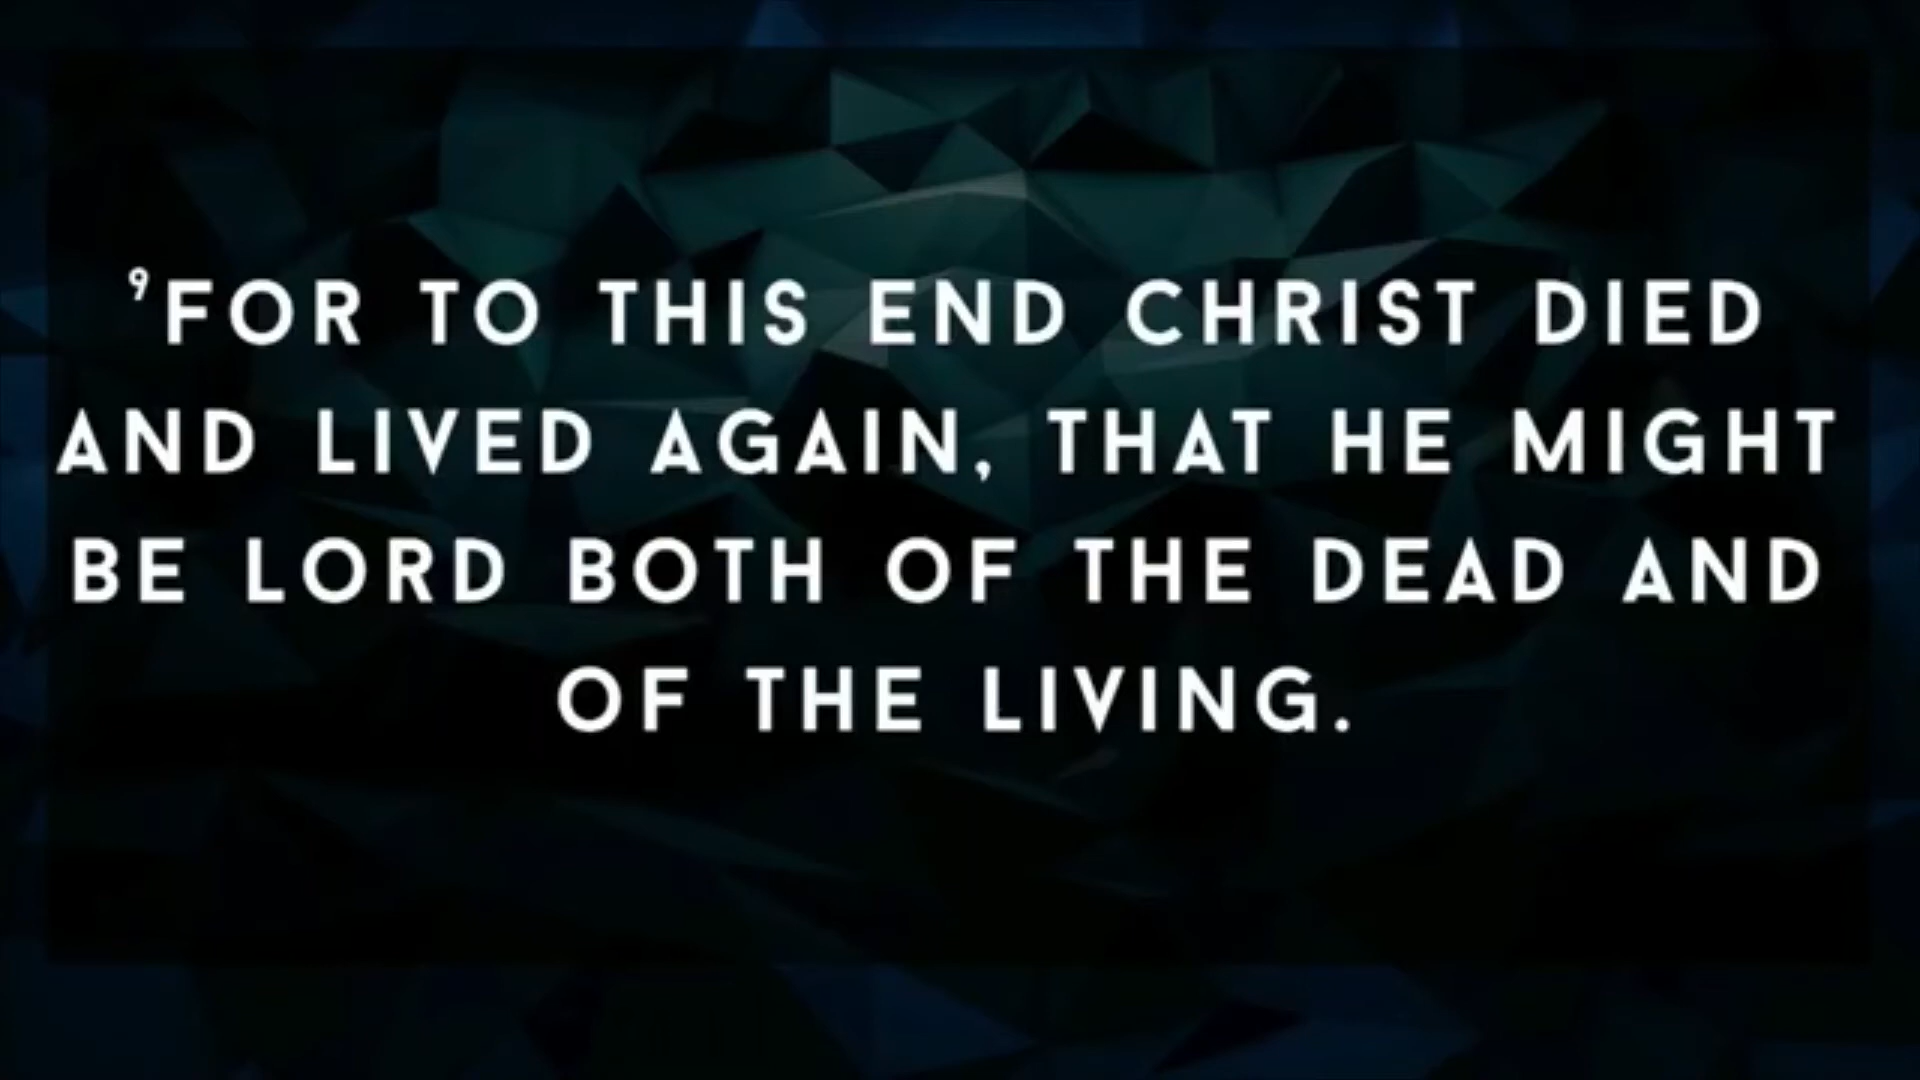 ⁹FOR TO THIS END CHRIST DIED
AND LIVED AGAIN, THAT HE MIGHT
BE LORD BOTH OF THE DEAD AND
OF THE LIVING.